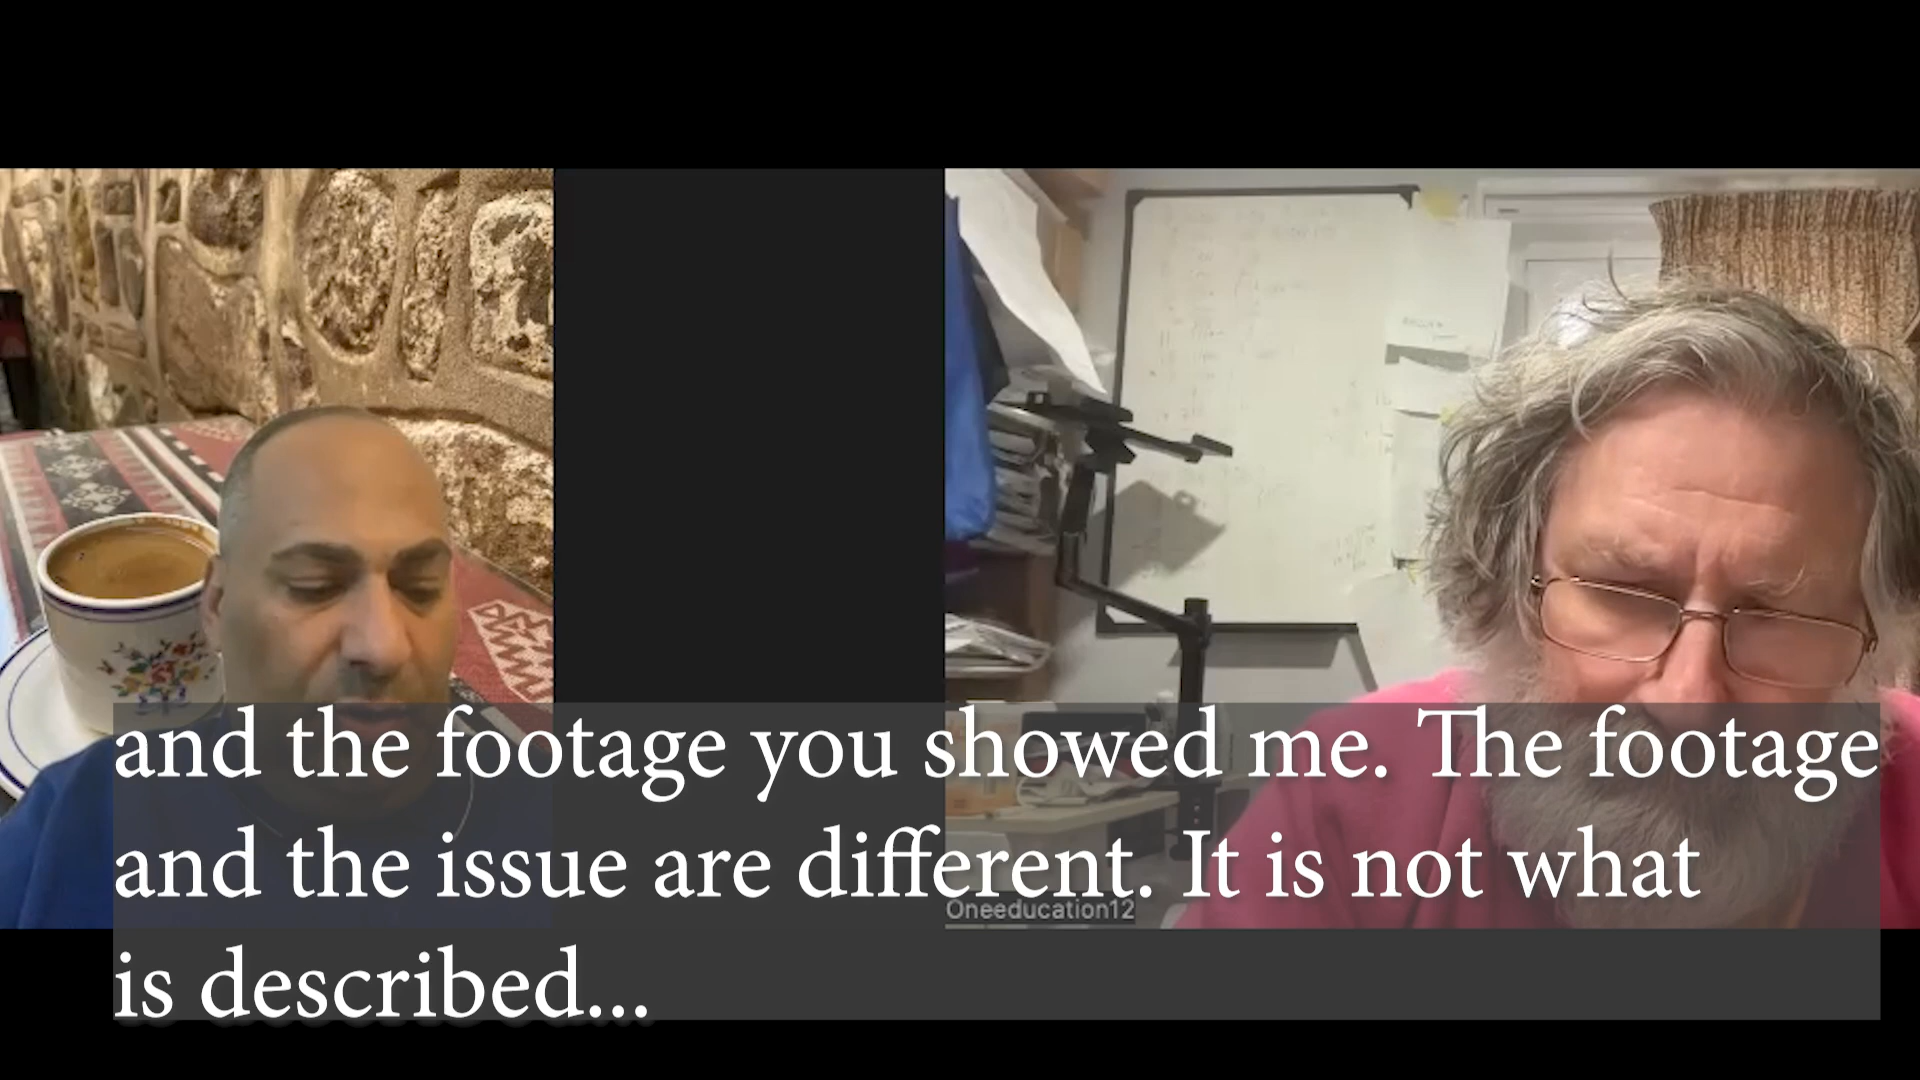 and the footage you showed me. The footage
and the issue are different. It is not what
Oneeducation12
is described...